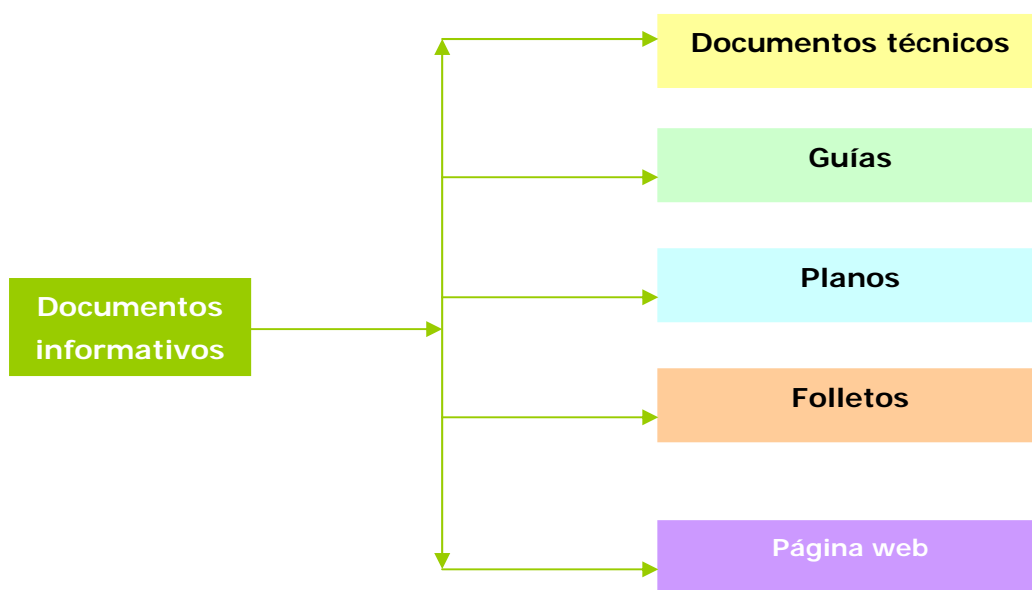 Documentos técnicos
Guías
Planos
Documentos
informativos
Folletos
Página web